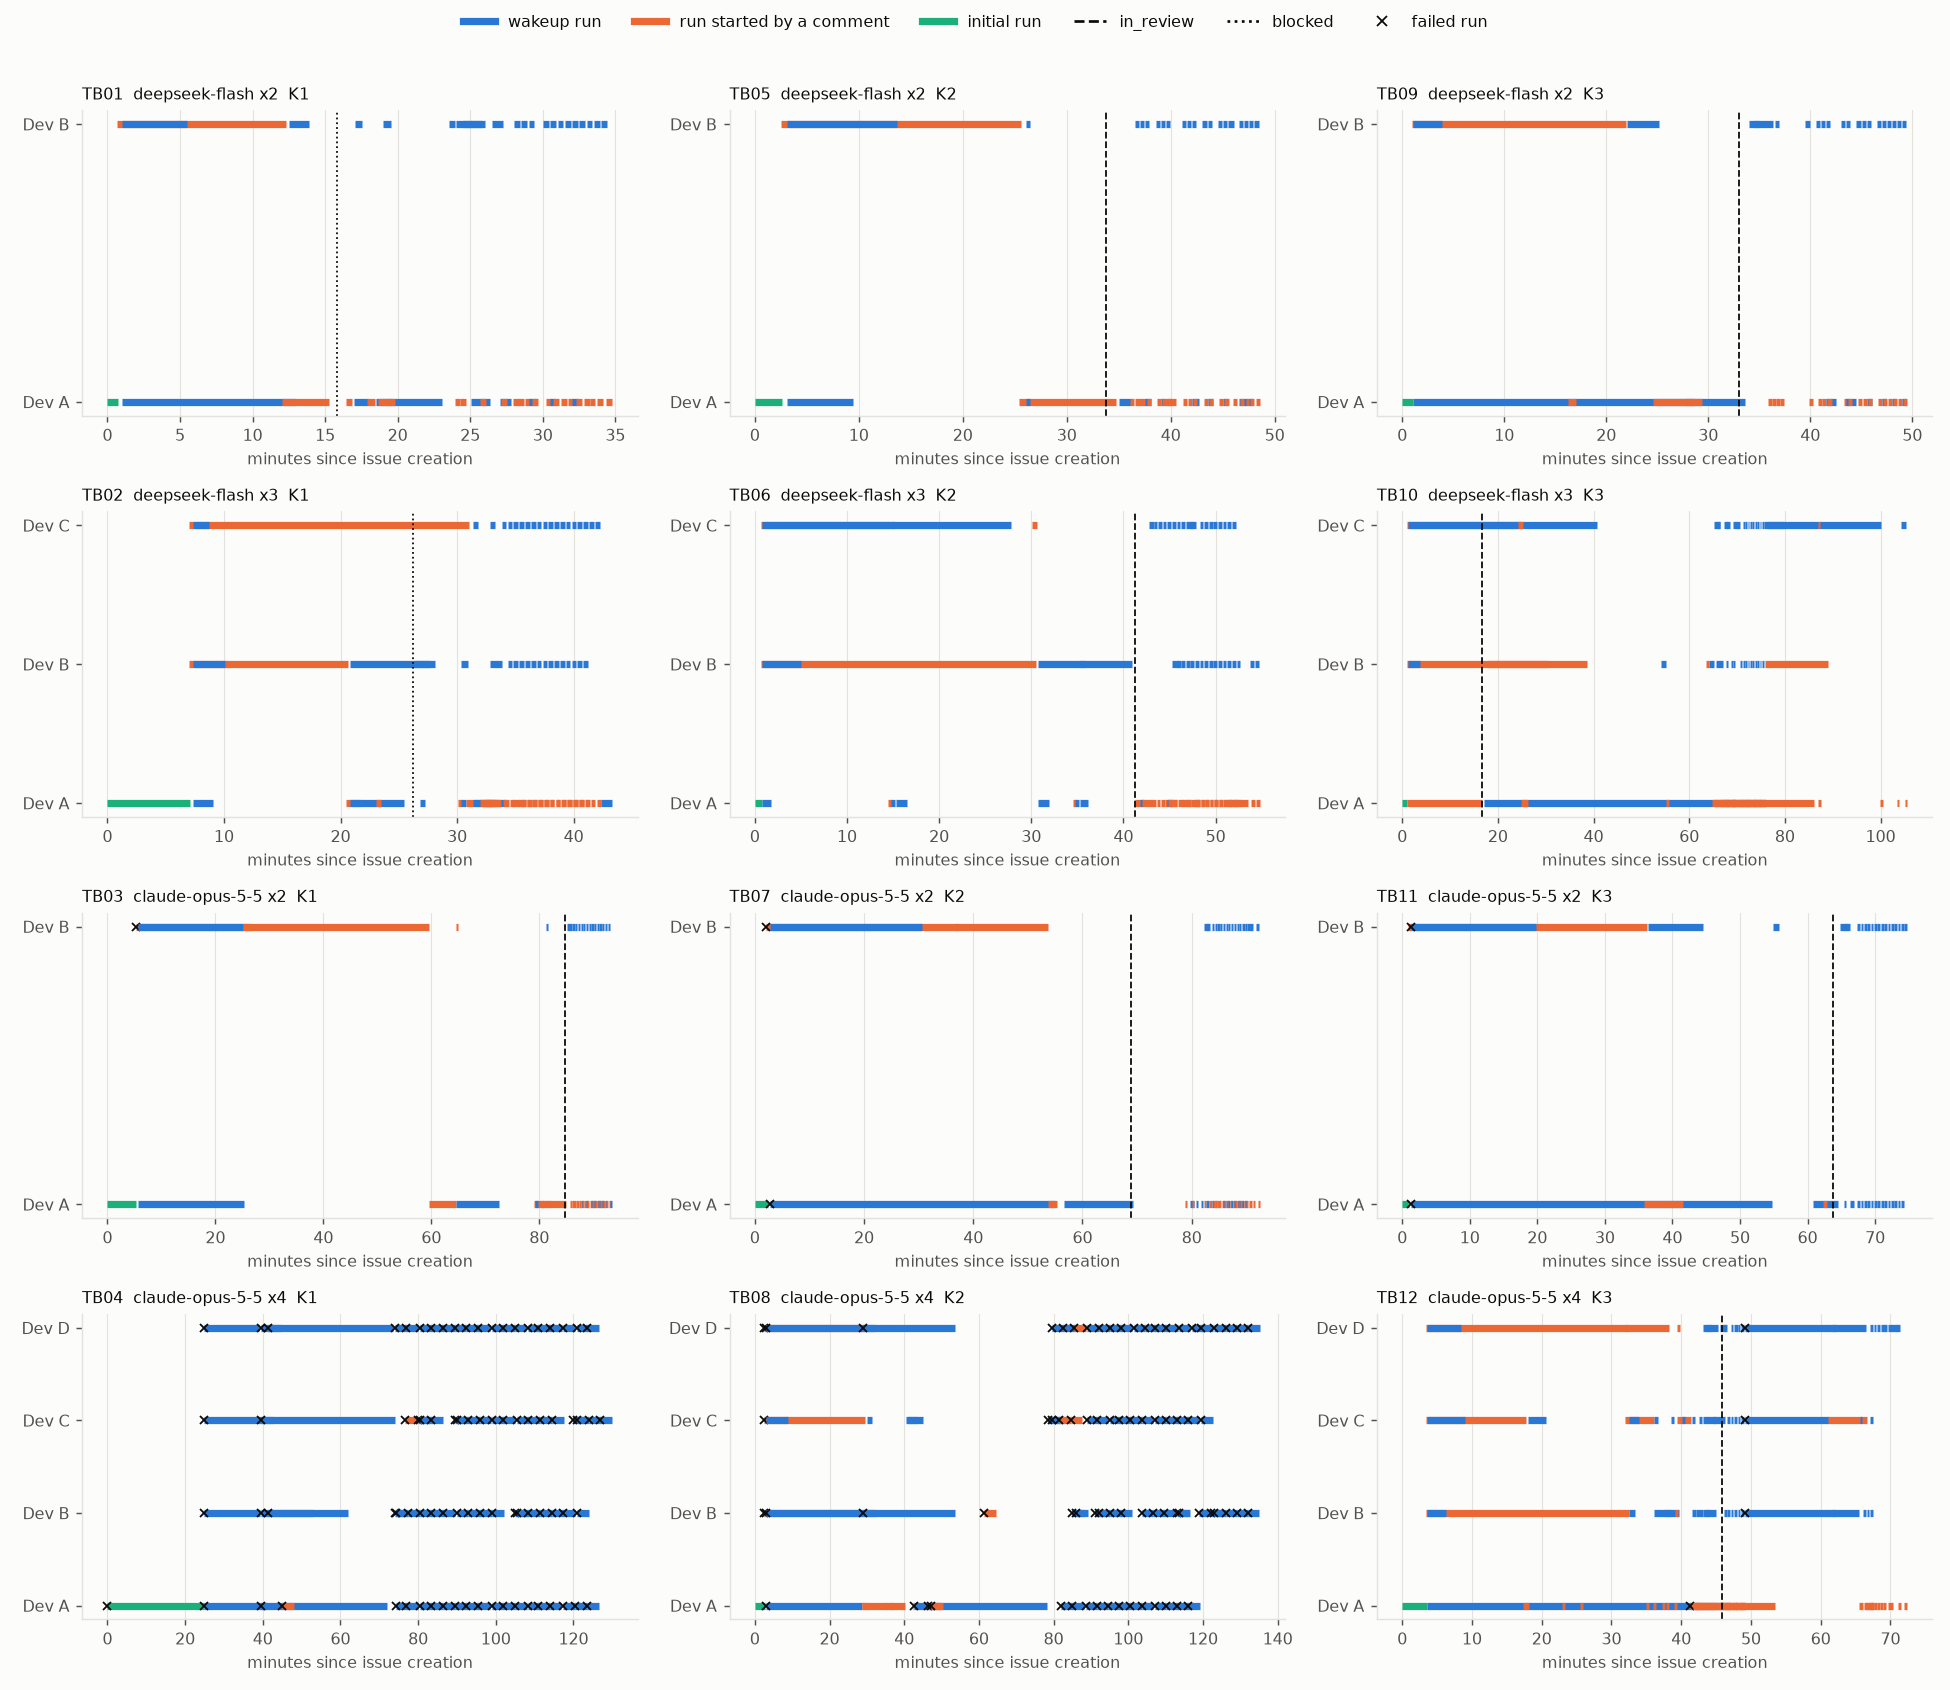 wakeup run run started by a comment initial run in_review blocked failed run
TB01 deepseek-flash x2 K1
Dev B
Dev A
0 5 10 15 20 25 30 35
minutes since issue creation
TB05 deepseek-flash x2 K2
Dev B
Dev A
0 10 20 30 40 50
minutes since issue creation
TB09 deepseek-flash x2 K3
Dev B
Dev A
0 10 20 30 40 50
minutes since issue creation
TB02 deepseek-flash x3 K1
Dev C
Dev B
Dev A
0 10 20 30 40
minutes since issue creation
TB06 deepseek-flash x3 K2
Dev C
Dev B
Dev A
0 10 20 30 40 50
minutes since issue creation
TB10 deepseek-flash x3 K3
Dev C
Dev B
Dev A
0 20 40 60 80 100
minutes since issue creation
TB03 claude-opus-5-5 x2 K1
Dev B
Dev A
0 20 40 60 80
minutes since issue creation
TB07 claude-opus-5-5 x2 K2
Dev B
Dev A
0 20 40 60 80
minutes since issue creation
TB11 claude-opus-5-5 x2 K3
Dev B
Dev A
0 10 20 30 40 50 60 70
minutes since issue creation
TB04 claude-opus-5-5 x4 K1
Dev D
Dev C
Dev B
Dev A
0 20 40 60 80 100 120
minutes since issue creation
TB08 claude-opus-5-5 x4 K2
Dev D
Dev C
Dev B
Dev A
0 20 40 60 80 100 120 140
minutes since issue creation
TB12 claude-opus-5-5 x4 K3
Dev D
Dev C
Dev B
Dev A
0 10 20 30 40 50 60 70
minutes since issue creation